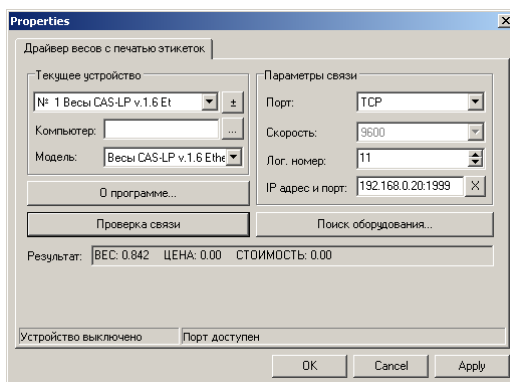 Properties
Драйвер весов с печатью этикеток
Текущее устройство
№ 1 Весы CAS-LP v.1.6 Et
±
Компьютер:
...
Модель:
Весы CAS-LP v.1.6 Ethe
О программе...
Проверка связи
Параметры связи
Порт:
TCP
Скорость:
9600
Лог. номер:
11
IP адрес и порт:
192.168.0.20:1999
X
Поиск оборудования...
Результат:
ВЕС: 0.842 ЦЕНА: 0.00 СТОИМОСТЬ: 0.00
Устройство выключено
Порт доступен
OK
Cancel
Apply